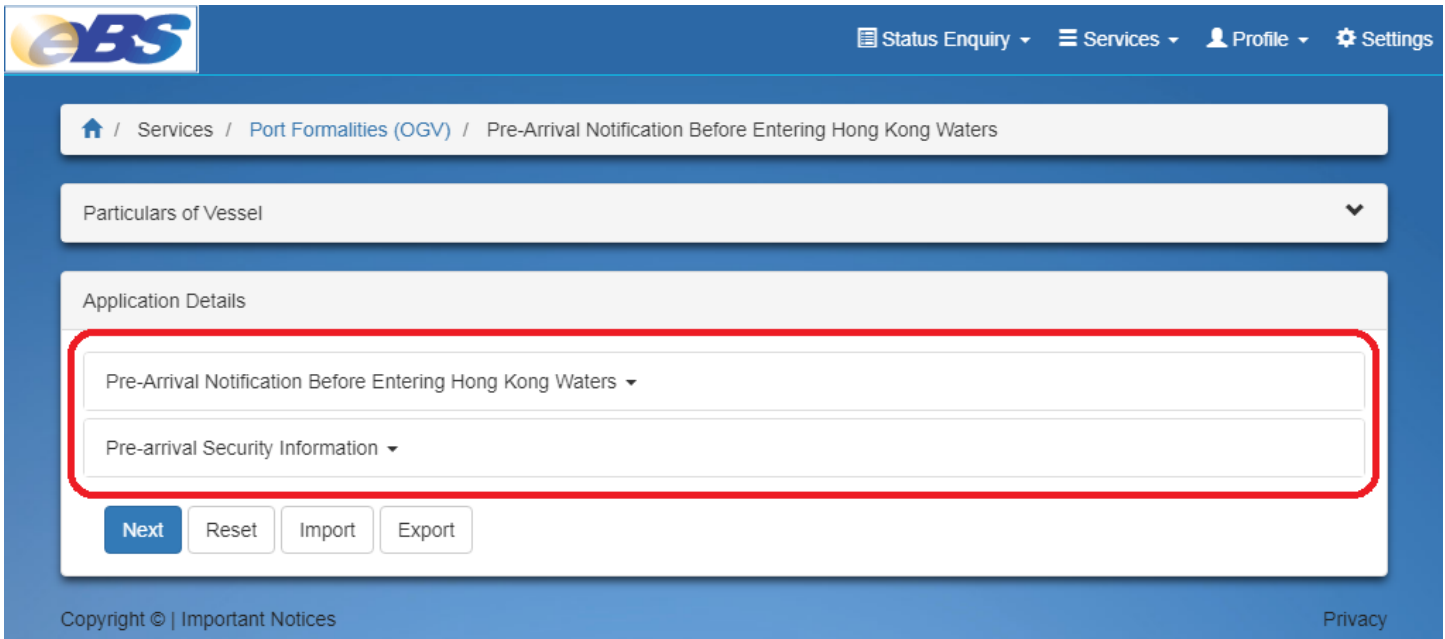 eBS
Status Enquiry Services Profile Settings
/ Services / Port Formalities (OGV) / Pre-Arrival Notification Before Entering Hong Kong Waters
Particulars of Vessel
Application Details
Pre-Arrival Notification Before Entering Hong Kong Waters
Pre-arrival Security Information
Next Reset Import Export
Copyright © | Important Notices Privacy